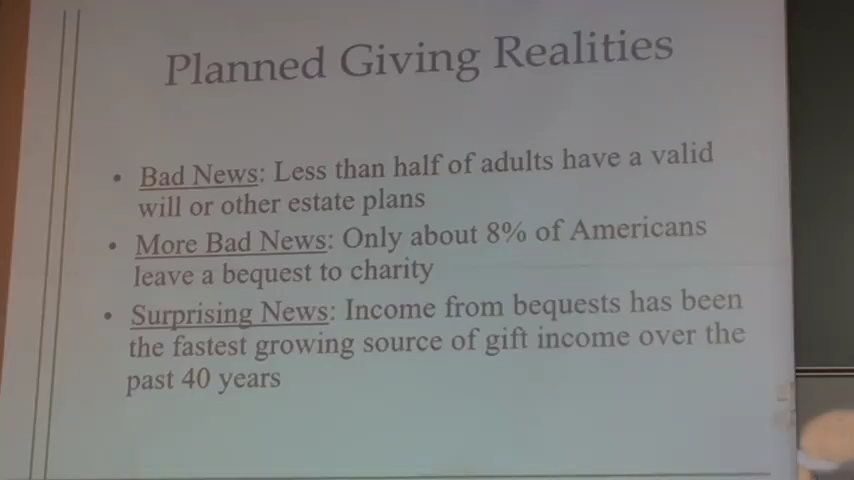 Planned Giving Realities
• Bad News: Less than half of adults have a valid
will or other estate plans
• More Bad News: Only about 8% of Americans
leave a bequest to charity
• Surprising News: Income from bequests has been
the fastest growing source of gift income over the
past 40 years